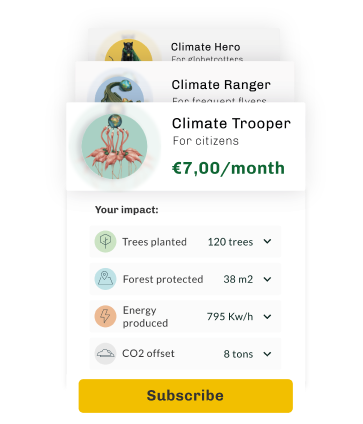 Climate Hero
For globetrotters
Climate Ranger
For frequent flyers
Climate Trooper
For citizens
€7,00/month
Your impact:
Trees planted 120 trees
Forest protected 38 m2
Energy
produced 795 Kw/h
CO2 offset 8 tons
Subscribe